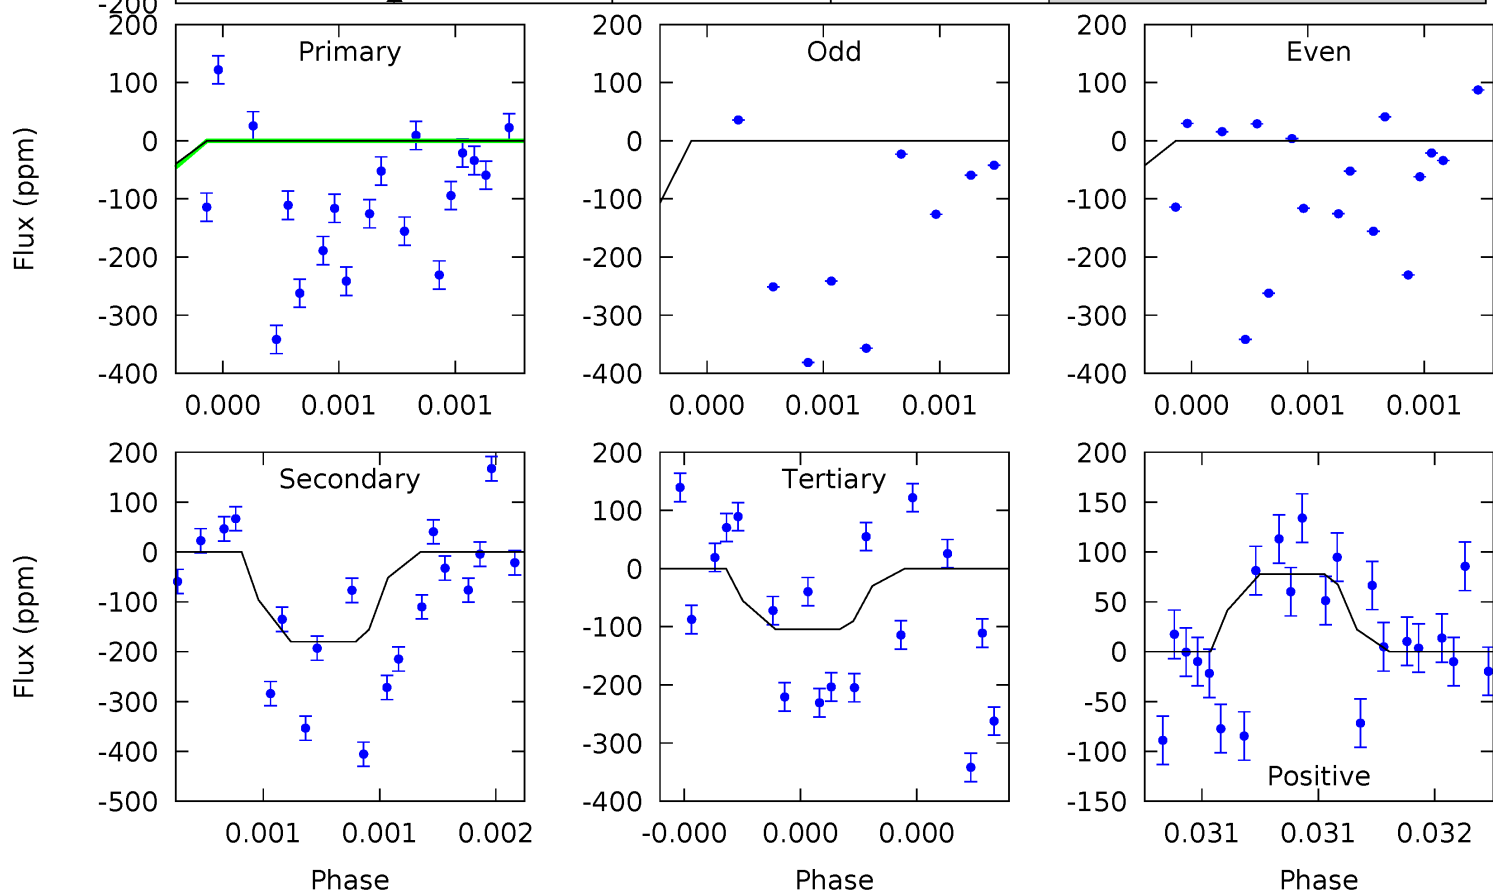 -200
200 Primary 200 Odd 200 Even
100 100 100
0 0 0
-100 -100 -100
-200 -200 -200
-300 -300 -300
-400 -400 -400
0.000 0.001 0.001 0.000 0.001 0.001 0.000 0.001 0.001
Flux (ppm)
200 Secondary 200 Tertiary 200
100 100 150
0 0 100
-100 -100 50
-200 -200 0
-300 -300 -50
-400 -400 -100 Positive
-500 -150
0.001 0.001 0.002 -0.000 0.000 0.000 0.031 0.031 0.032
Flux (ppm)
Phase Phase Phase